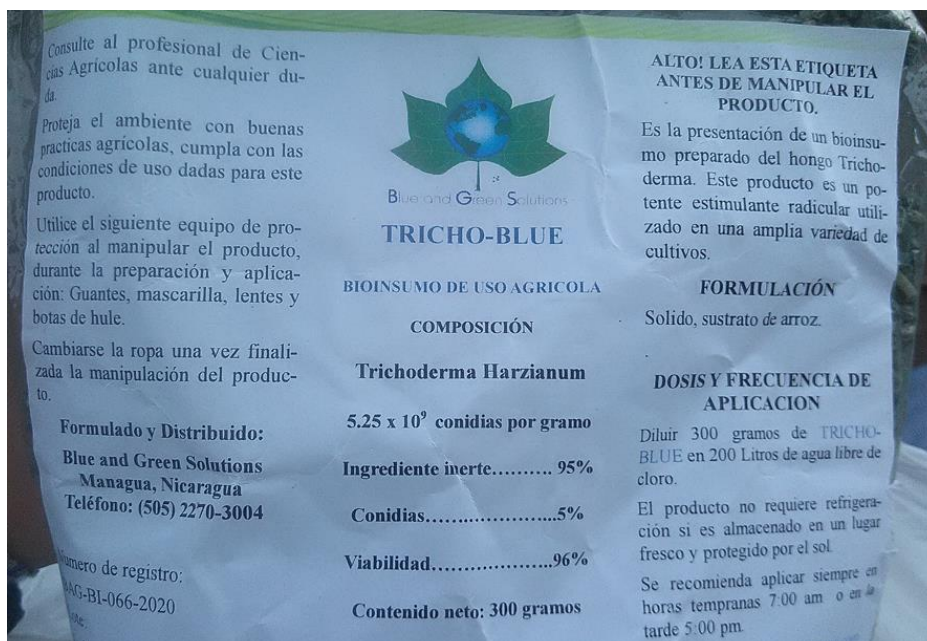 Consulte al profesional de Cien-
cias Agrícolas ante cualquier du-
da.
Proteja el ambiente con buenas
practicas agrícolas, cumpla con las
condiciones de uso dadas para este
producto.
Utilice el siguiente equipo de pro-
tección al manipular el producto,
durante la preparación y aplica-
ción: Guantes, mascarilla, lentes y
botas de hule.
Cambiarse la ropa una vez finali-
zada la manipulación del produc-
to.
Formulado y Distribuido:
Blue and Green Solutions
Managua, Nicaragua
Teléfono: (505) 2270-3004
Número de registro:
BI-066-2020
Blue and Green Solutions
TRICHO-BLUE
BIOINSUMO DE USO AGRICOLA
COMPOSICIÓN
Trichoderma Harzianum
5.25 x 10⁹ conidias por gramo
Ingrediente inerte.......... 95%
Conidias......................5%
Viabilidad....................96%
Contenido neto: 300 gramos
ALTO! LEA ESTA ETIQUETA
ANTES DE MANIPULAR EL
PRODUCTO.
Es la presentación de un bioinsu-
mo preparado del hongo Tricho-
derma. Este producto es un po-
tente estimulante radicular utili-
zado en una amplia variedad de
cultivos.
FORMULACIÓN
Solido, sustrato de arroz.
DOSIS Y FRECUENCIA DE
APLICACION
Diluir 300 gramos de TRICHO-
BLUE en 200 Litros de agua libre de
cloro.
El producto no requiere refrigera-
ción si es almacenado en un lugar
fresco y protegido por el sol.
Se recomienda aplicar siempre en
horas tempranas 7:00 am o en la
tarde 5:00 pm.